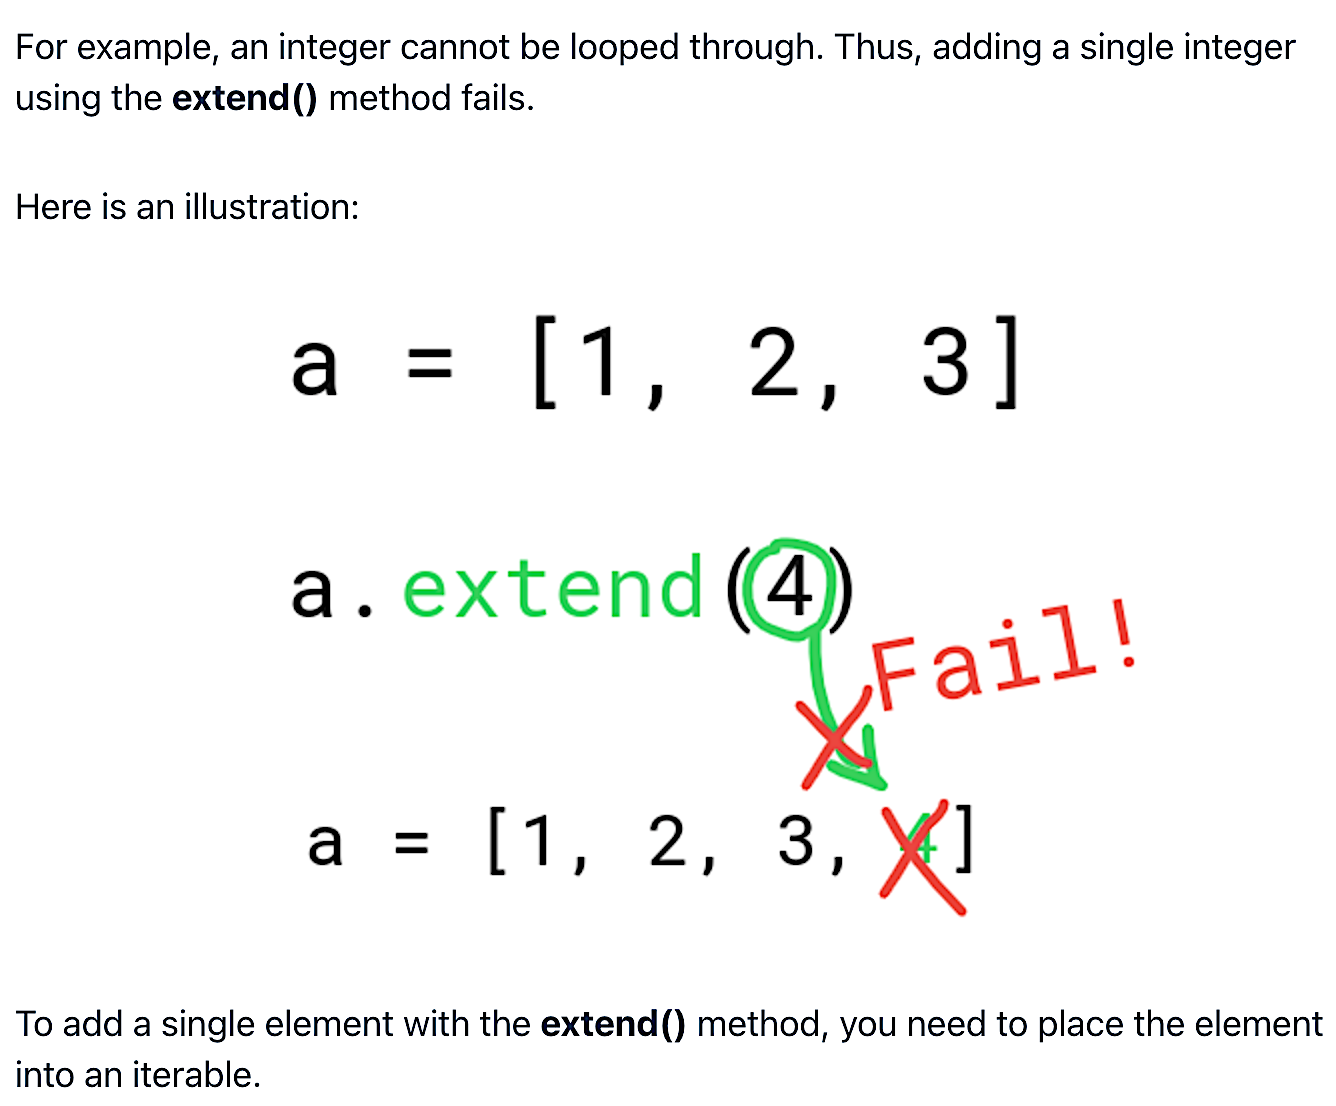 For example, an integer cannot be looped through. Thus, adding a single integer
using the extend() method fails.
Here is an illustration:
a = [1, 2, 3]
a.extend(4)
Fail!
a = [1, 2, 3, 4]
To add a single element with the extend() method, you need to place the element
into an iterable.